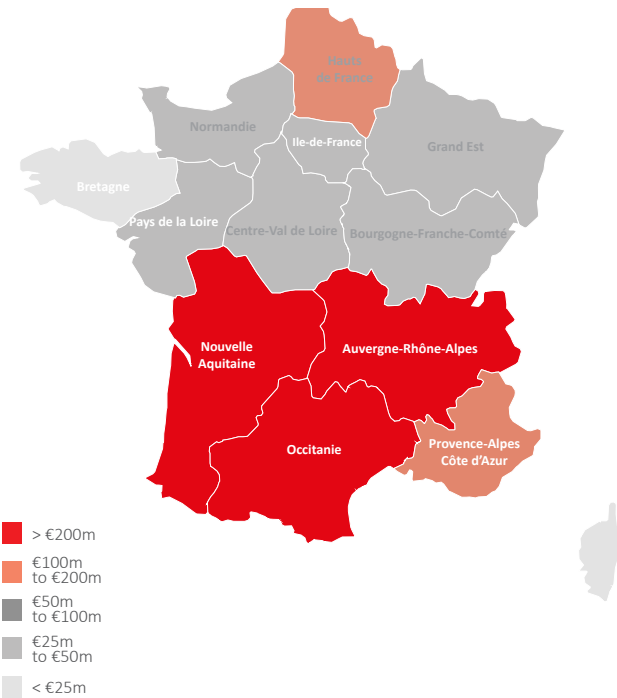 Hauts
de France
Normandie
Ile-de-France
Grand Est
Bretagne
Pays de la Loire
Centre-Val de Loire
Bourgogne-Franche-Comté
Nouvelle
Aquitaine
Auvergne-Rhône-Alpes
Occitanie
Provence-Alpes
Côte d'Azur
> €200m
€100m
to €200m
€50m
to €100m
€25m
to €50m
< €25m